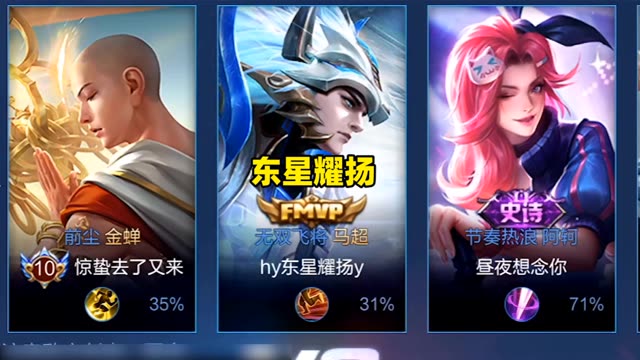 东星耀扬
FMVP
史诗
前尘 金蝉
无双飞将 马超
节奏热浪 阿轲
10 惊蛰去了又来
hy东星耀扬y
昼夜想念你
35%
31%
71%